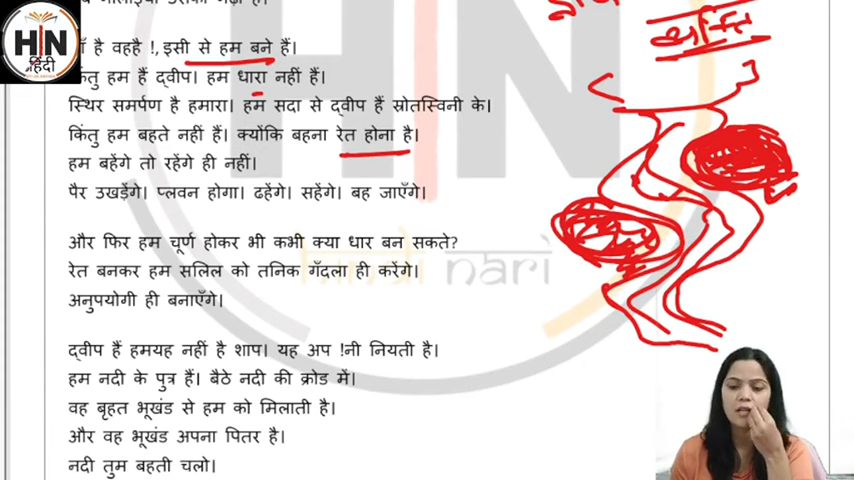 HIN
हिंदी
माँ है वहहै !, इसी से हम बने हैं।
किंतु हम हैं द्वीप। हम धारा नहीं हैं।
स्थिर समर्पण है हमारा। हम सदा से द्वीप हैं स्रोतस्विनी के।
किंतु हम बहते नहीं हैं। क्योंकि बहना रेत होना है।
हम बहेंगे तो रहेंगे ही नहीं।
पैर उखड़ेंगे। प्लवन होगा। ढहेंगे। सहेंगे। बह जाएँगे।
और फिर हम चूर्ण होकर भी कभी क्या धार बन सकते?
रेत बनकर हम सलिल को तनिक गँदला ही करेंगे।
अनुपयोगी ही बनाएँगे।
hindi nari
द्वीप हैं हमयह नहीं है शाप। यह अप !नी नियती है।
हम नदी के पुत्र हैं। बैठे नदी की क्रोड में।
वह बृहत भूखंड से हम को मिलाती है।
और वह भूखंड अपना पितर है।
नदी तुम बहती चलो।